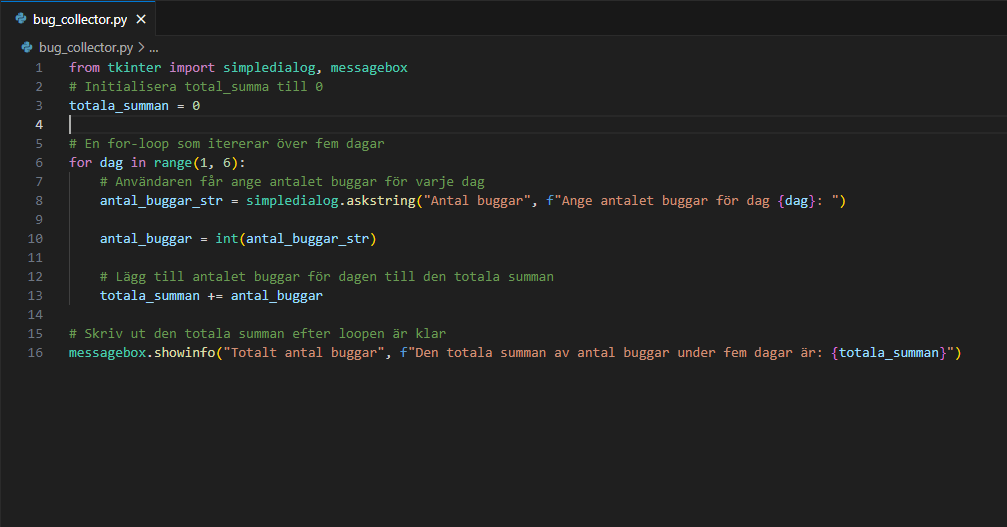 bug_collector.py ×
bug_collector.py > ...
1 from tkinter import simpledialog, messagebox
2 # Initialisera total_summa till 0
3 totala_summan = 0
4
5 # En for-loop som itererar över fem dagar
6 for dag in range(1, 6):
7 # Användaren får ange antalet buggar för varje dag
8 antal_buggar_str = simpledialog.askstring("Antal buggar", f"Ange antalet buggar för dag {dag}: ")
9
10 antal_buggar = int(antal_buggar_str)
11
12 # Lägg till antalet buggar för dagen till den totala summan
13 totala_summan += antal_buggar
14
15 # Skriv ut den totala summan efter loopen är klar
16 messagebox.showinfo("Totalt antal buggar", f"Den totala summan av antal buggar under fem dagar är: {totala_summan}")